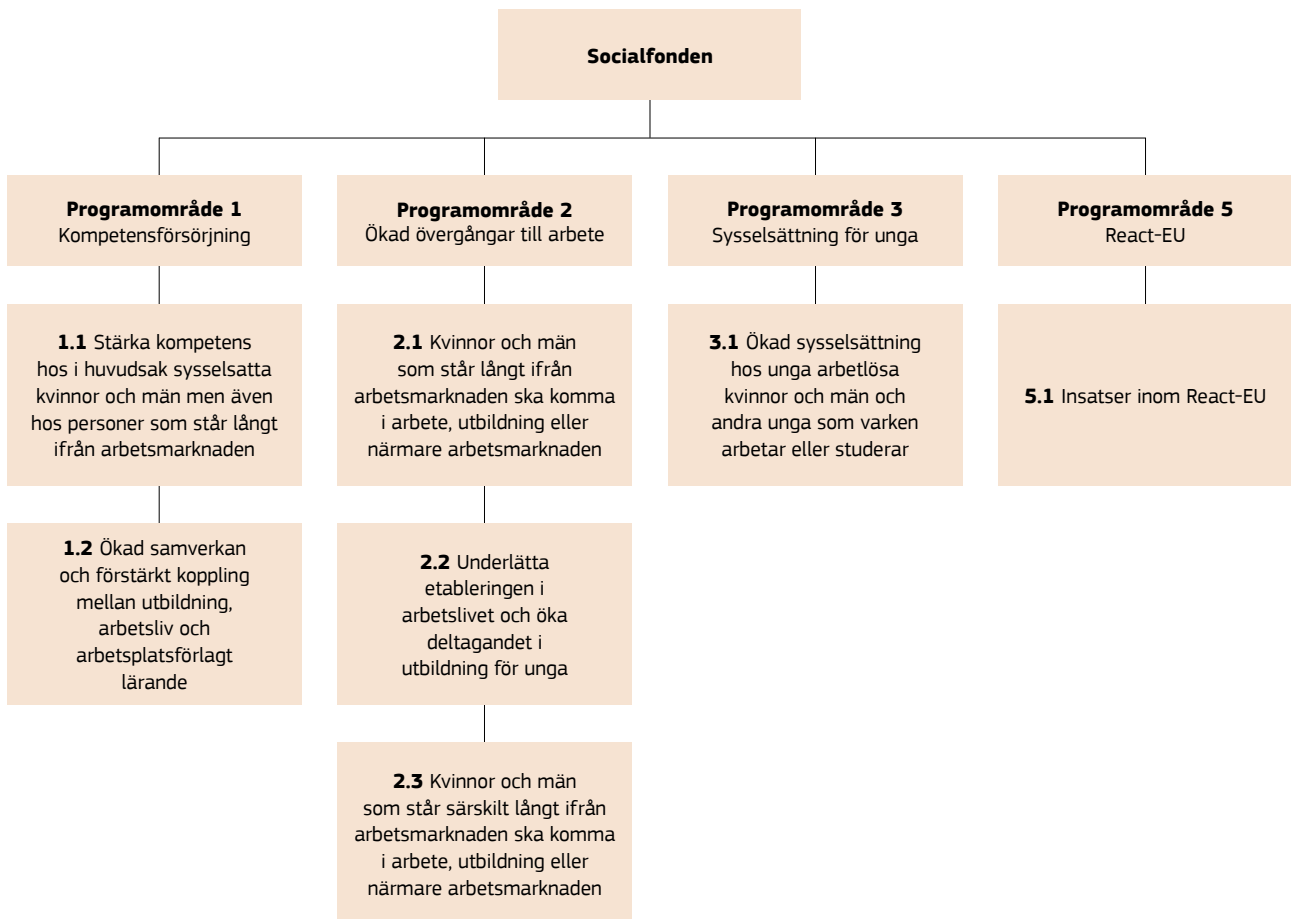 Socialfonden
Programområde 1
Kompetensförsörjning
Programområde 2
Ökad övergångar till arbete
Programområde 3
Sysselsättning för unga
Programområde 5
React-EU
1.1 Stärka kompetens
hos i huvudsak sysselsatta
kvinnor och män men även
hos personer som står långt
ifrån arbetsmarknaden
2.1 Kvinnor och män
som står långt ifrån
arbetsmarknaden ska komma
i arbete, utbildning eller
närmare arbetsmarknaden
3.1 Ökad sysselsättning
hos unga arbetlösa
kvinnor och män och
andra unga som varken
arbetar eller studerar
5.1 Insatser inom React-EU
1.2 Ökad samverkan
och förstärkt koppling
mellan utbildning,
arbetsliv och
arbetsplatsförlagt
lärande
2.2 Underlätta
etableringen i
arbetslivet och öka
deltagandet i
utbildning för unga
2.3 Kvinnor och män
som står särskilt långt ifrån
arbetsmarknaden ska komma
i arbete, utbildning eller
närmare arbetsmarknaden